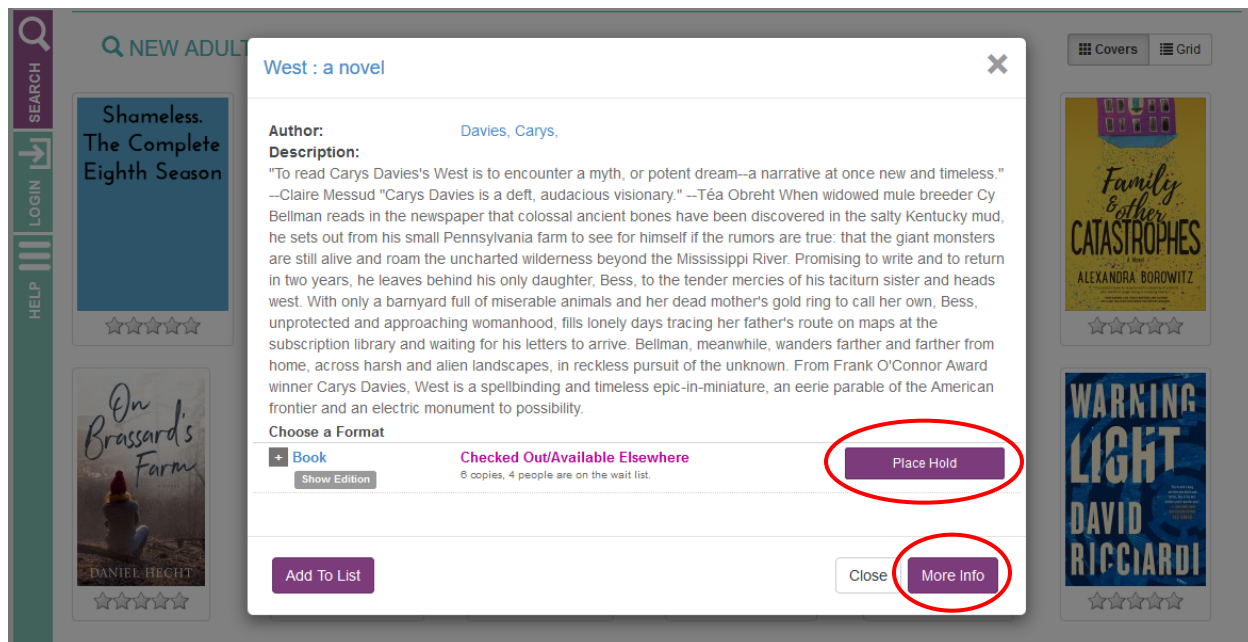 SEARCH
LOGIN
HELP
NEW ADULT
Covers
Grid
Shameless.
The Complete
Eighth Season
On
Brassard's
Farm
DANIEL HECHT
West : a novel
Author:
Davies, Carys,
Description:
"To read Carys Davies's West is to encounter a myth, or potent dream--a narrative at once new and timeless."
--Claire Messud "Carys Davies is a deft, audacious visionary." --Téa Obreht When widowed mule breeder Cy
Bellman reads in the newspaper that colossal ancient bones have been discovered in the salty Kentucky mud,
he sets out from his small Pennsylvania farm to see for himself if the rumors are true: that the giant monsters
are still alive and roam the uncharted wilderness beyond the Mississippi River. Promising to write and to return
in two years, he leaves behind his only daughter, Bess, to the tender mercies of his taciturn sister and heads
west. With only a barnyard full of miserable animals and her dead mother's gold ring to call her own, Bess,
unprotected and approaching womanhood, fills lonely days tracing her father's route on maps at the
subscription library and waiting for his letters to arrive. Bellman, meanwhile, wanders farther and farther from
home, across harsh and alien landscapes, in reckless pursuit of the unknown. From Frank O'Connor Award
winner Carys Davies, West is a spellbinding and timeless epic-in-miniature, an eerie parable of the American
frontier and an electric monument to possibility.
Choose a Format
+ Book
Show Edition
Checked Out/Available Elsewhere
6 copies, 4 people are on the wait list.
Place Hold
Add To List
Close
More Info
Family
& other
CATASTROPHES
A Novel
ALEXANDRA BOROWITZ
WARNING
LIGHT
DAVID
RICCIARDI